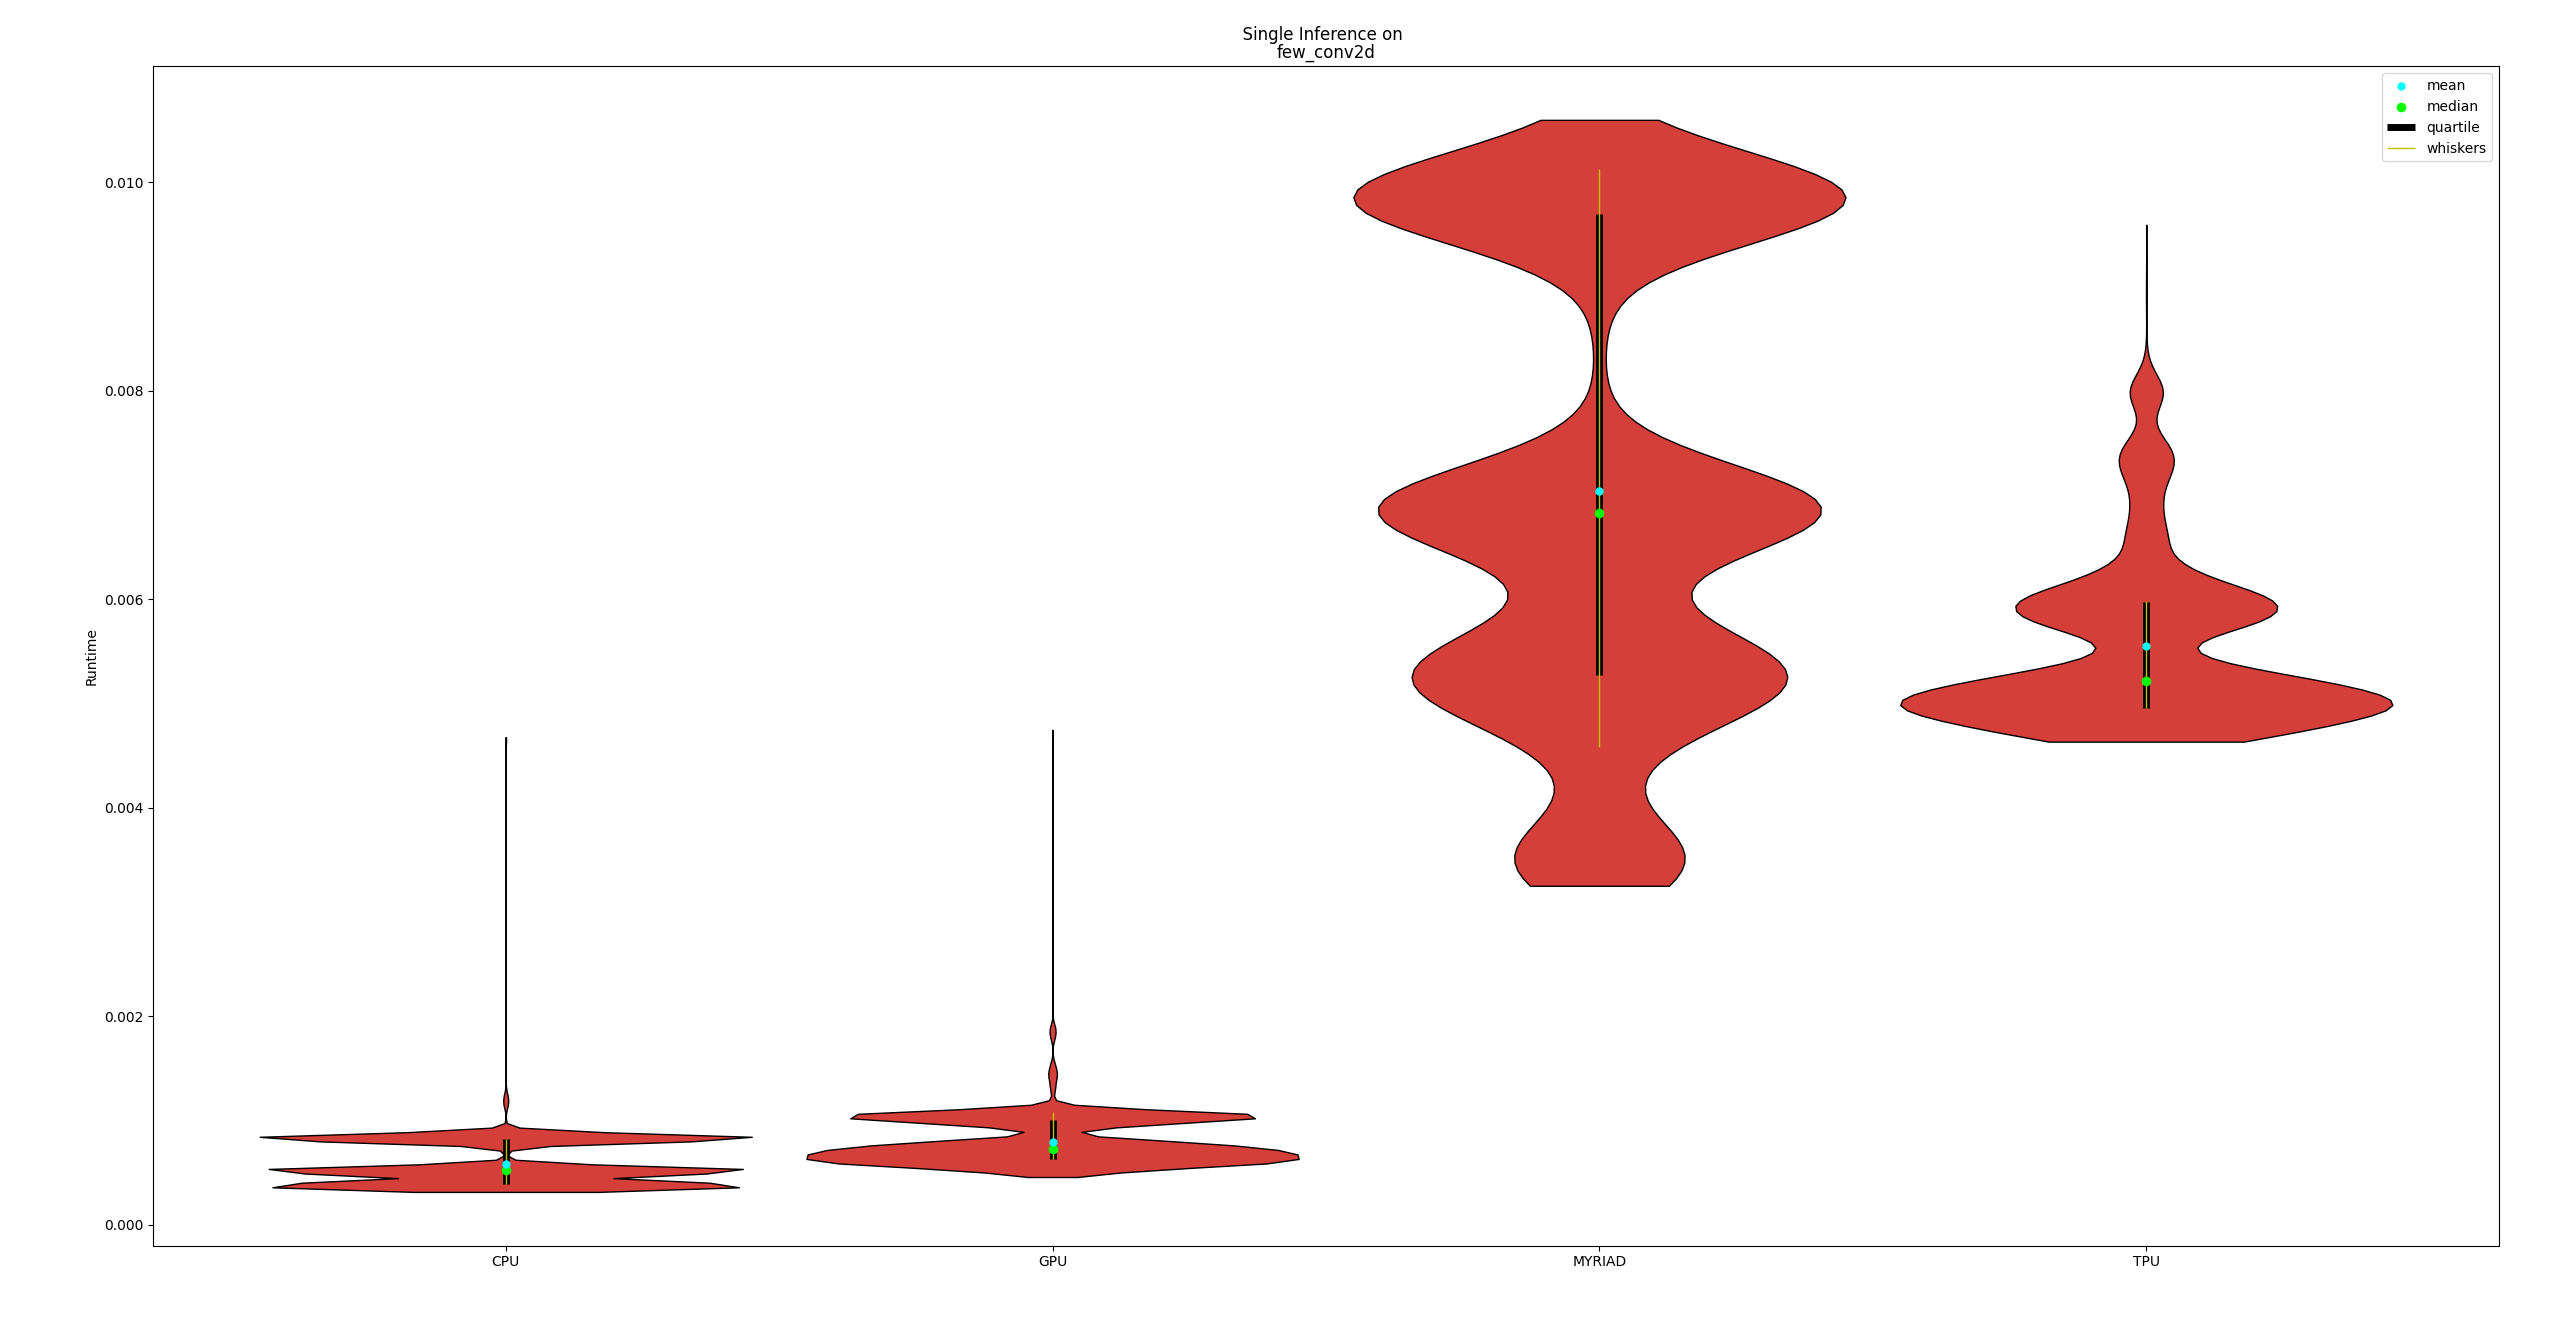 Single Inference on
few_conv2d
mean
median
quartile
whiskers
0.010
0.008
0.006
0.004
0.002
0.000
Runtime
CPU
GPU
MYRIAD
TPU